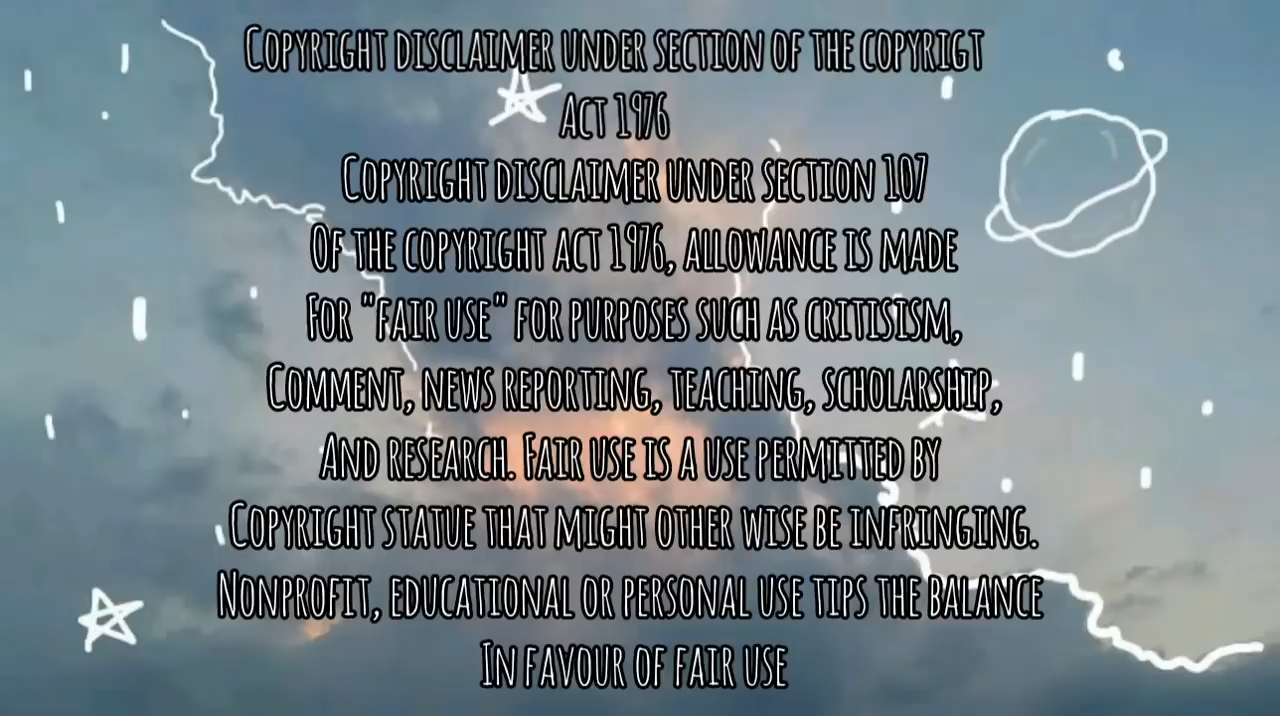 Copyright disclaimer under section of the copyrigt
Act 1976
Copyright disclaimer under section 107
Of the copyright act 1976, allowance is made
For "fair use" for purposes such as critisism,
Comment, news reporting, teaching, scholarship,
And research. Fair use is a use permitted by
Copyright statue that might other wise be infringing.
Nonprofit, educational or personal use tips the balance
In favour of fair use